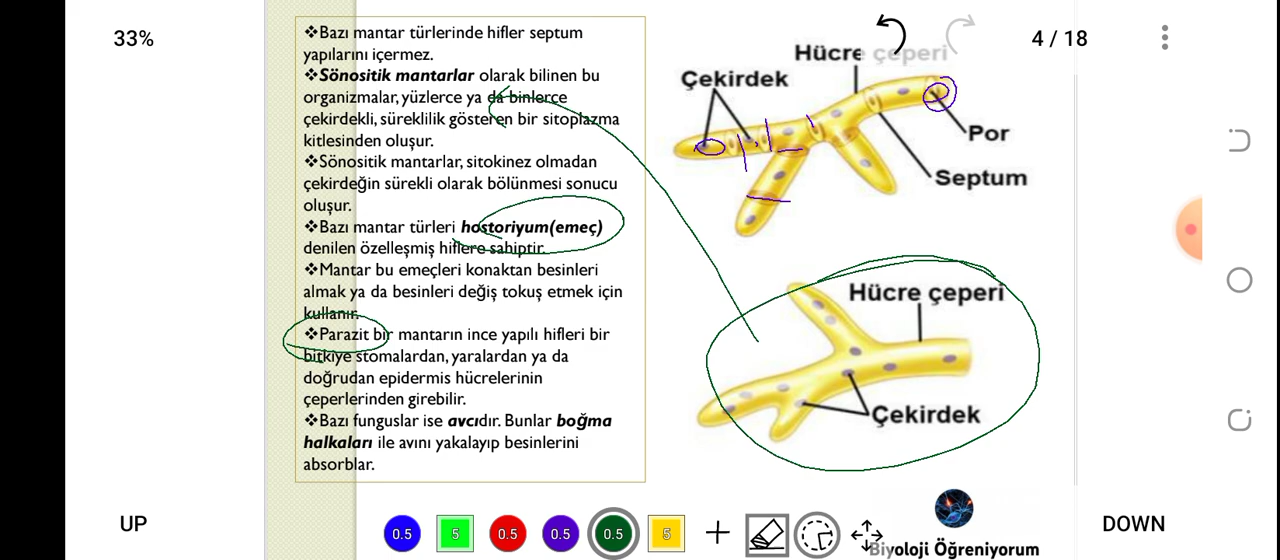 33%
❖Bazı mantar türlerinde hifler septum
yapılarını içermez.
❖Sönositik mantarlar olarak bilinen bu
organizmalar, yüzlerce ya da binlerce
çekirdekli, süreklilik gösteren bir sitoplazma
kitlesinden oluşur.
❖Sönositik mantarlar, sitokinez olmadan
çekirdeğin sürekli olarak bölünmesi sonucu
oluşur.
❖Bazı mantar türleri hostoriyum(emeç)
denilen özelleşmiş hiflere sahiptir.
❖Mantar bu emeçleri konaktan besinleri
almak ya da besinleri değiş tokuş etmek için
kullanır.
❖Parazit bir mantarın ince yapılı hifleri bir
bitkiye stomalardan, yaralardan ya da
doğrudan epidermis hücrelerinin
çeperlerinden girebilir.
❖Bazı funguslar ise avcıdır. Bunlar boğma
halkaları ile avını yakalayıp besinlerini
absorblar.
Hücre çeperi
Çekirdek
Por
Septum
Hücre çeperi
Çekirdek
4 / 18
UP
0.5
5
0.5
0.5
0.5
5
Biyoloji Öğreniyorum
DOWN